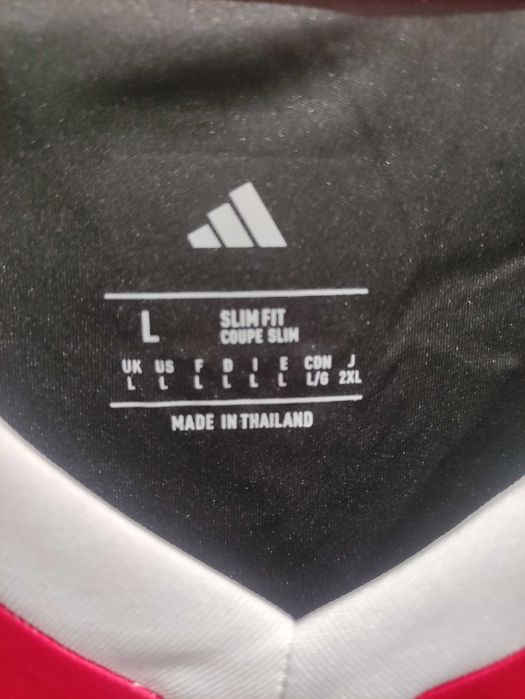 L SLIM FIT
COUPE SLIM
UK US F D I E CDN J
L L L L L L L/G 2XL
MADE IN THAILAND